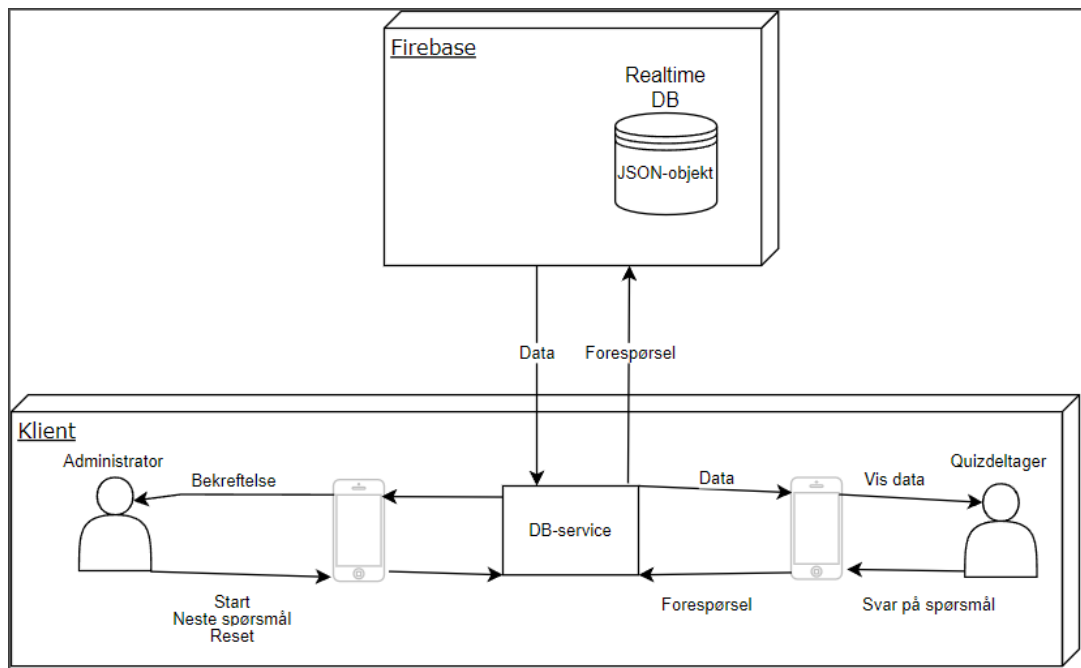 Firebase
Realtime
DB
JSON-objekt
Data
Forespørsel
Klient
Administrator
Bekreftelse
Start
Neste spørsmål
Reset
DB-service
Data
Forespørsel
Vis data
Quizdeltager
Svar på spørsmål